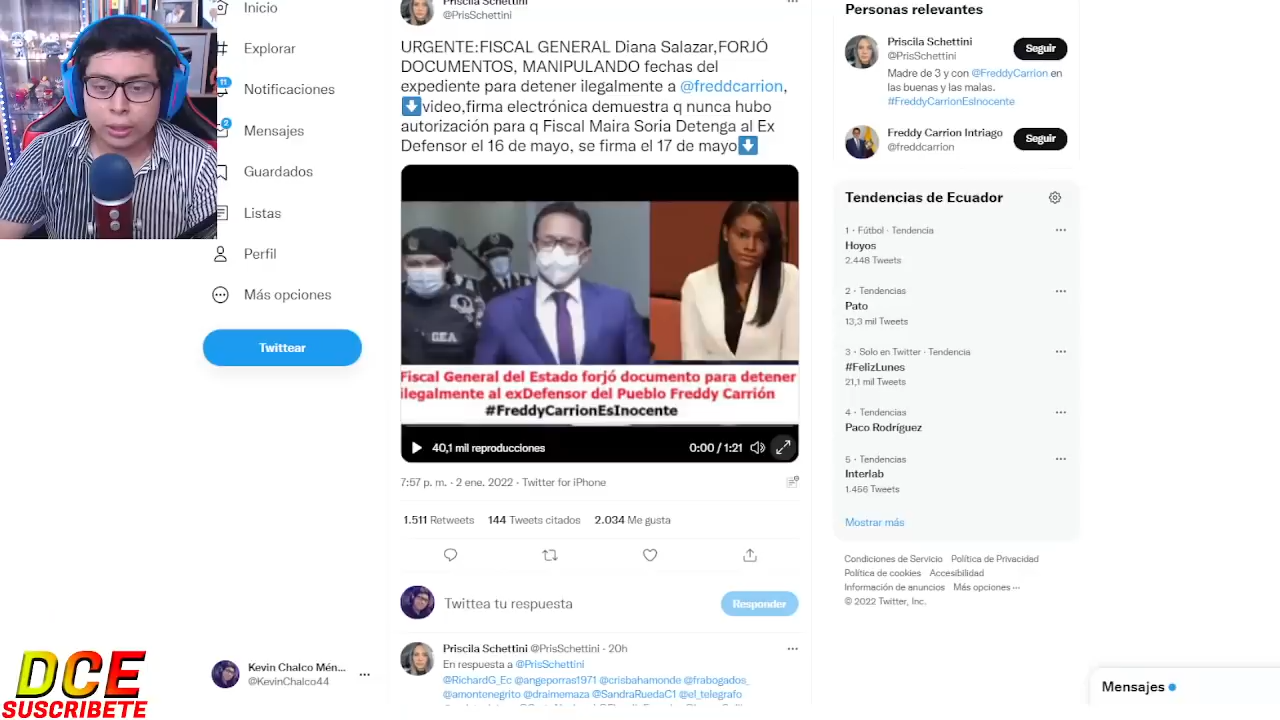 Inicio
Explorar
11
Notificaciones
2
Mensajes
Guardados
Listas
Perfil
Más opciones
Twittear
Kevin Chalco Mén...
@KevinChalco44
DCE
SUSCRIBETE
Priscila Schettini
@PrisSchettini
URGENTE:FISCAL GENERAL Diana Salazar,FORJÓ
DOCUMENTOS, MANIPULANDO fechas del
expediente para detener ilegalmente a @freddcarrion,
video,firma electrónica demuestra q nunca hubo
autorización para q Fiscal Maira Soria Detenga al Ex
Defensor el 16 de mayo, se firma el 17 de mayo
GEA
Fiscal General del Estado forjó documento para detener
ilegalmente al exDefensor del Pueblo Freddy Carrión
#FreddyCarrionEsInocente
40,1 mil reproducciones
0:00 / 1:21
7:57 p. m. · 2 ene. 2022 · Twitter for iPhone
1.511 Retweets 144 Tweets citados 2.034 Me gusta
Twittea tu respuesta
Responder
Priscila Schettini @PrisSchettini · 20h
En respuesta a @PrisSchettini
@RichardG_Ec @angeporras1971 @crisbahamonde @frabogados_
@amontenegrito @draimemaza @SandraRuedaC1 @el_telegrafo
Personas relevantes
Priscila Schettini
@PrisSchettini
Seguir
Madre de 3 y con @FreddyCarrion en
las buenas y las malas.
#FreddyCarrionEsInocente
Freddy Carrion Intriago
@freddcarrion
Seguir
Tendencias de Ecuador
1 · Fútbol · Tendencia
Hoyos
2.448 Tweets
2 · Tendencias
Pato
13,3 mil Tweets
3 · Solo en Twitter · Tendencia
#FelizLunes
21,1 mil Tweets
4 · Tendencias
Paco Rodríguez
5 · Tendencias
Interlab
1.456 Tweets
Mostrar más
Condiciones de Servicio Política de Privacidad
Política de cookies Accesibilidad
Información de anuncios Más opciones ···
© 2022 Twitter, Inc.
Mensajes